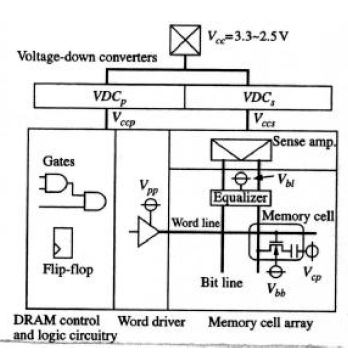 V_cc=3.3~2.5 V
Voltage-down converters
VDC_p VDC_s
V_ccp V_ccs
Sense amp.
Gates
V_pp
V_bl
Equalizer
Word line
Memory cell
Flip-flop
Bit line
V_bb
V_cp
DRAM control
and logic circuitry
Word driver
Memory cell array